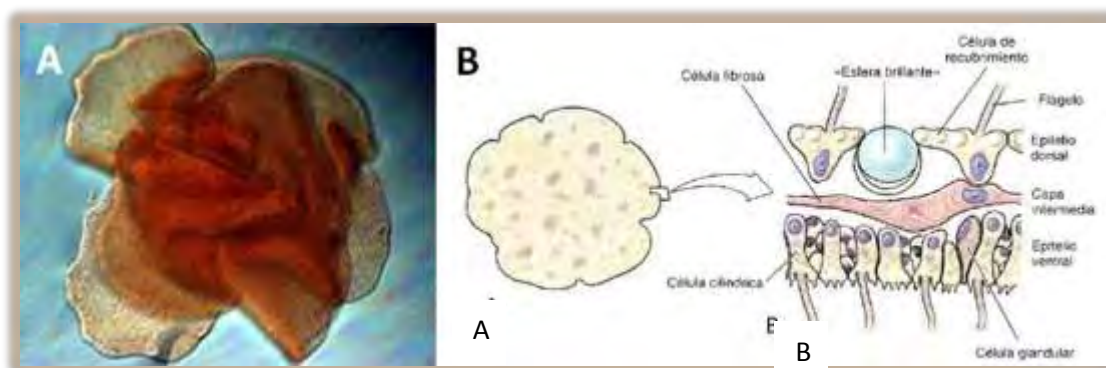 A
B
Célula de
recubrimiento
«Esfera brillante»
Célula fibrosa
Flagelo
Epitelio
dorsal
Capa
intermedia
Epitelio
ventral
Célula cilíndrica
A
B
B
Célula glandular